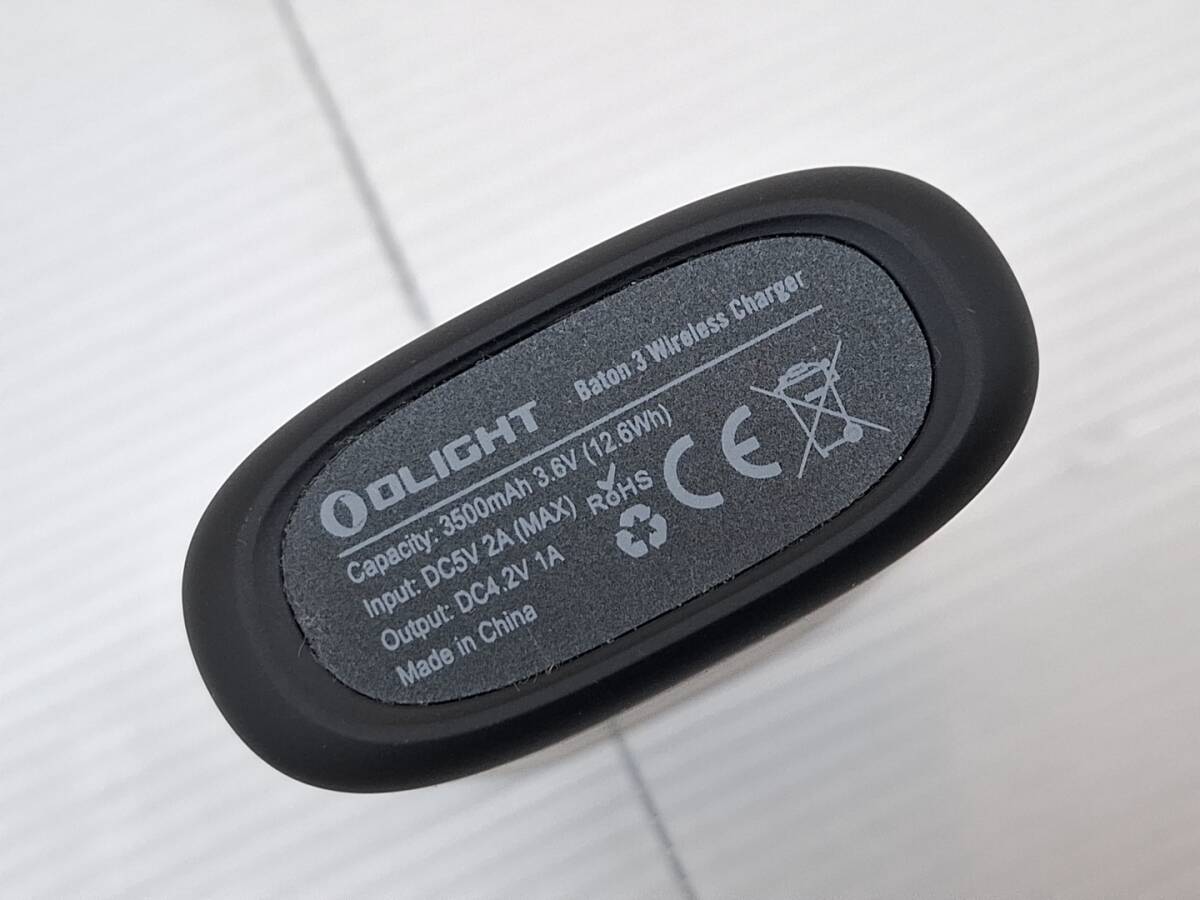 OLIGHT Baton 3 Wireless Charger
Capacity: 3500mAh 3.6V (12.6Wh)
Input: DC5V 2A (MAX)
Output: DC4.2V 1A
Made in China
RoHS
CE